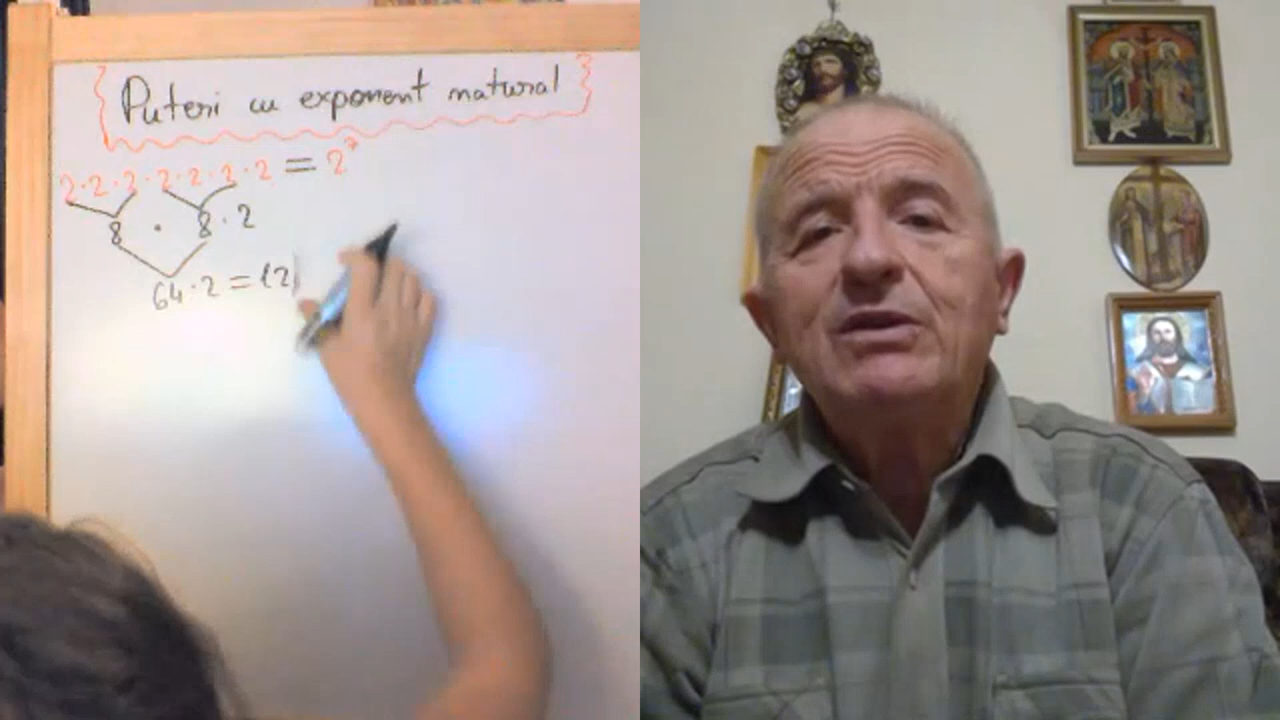 Puteri cu exponent natural
2·2·2·2·2·2·2 = 2⁷
8 · 8·2
64·2 = 12